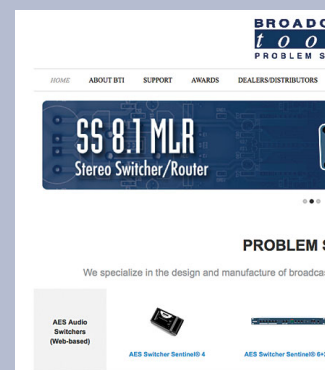 BROADC
t o o
PROBLEM S
HOME ABOUT BTI SUPPORT AWARDS DEALERS/DISTRIBUTORS
SS 8.1 MLR
Stereo Switcher/Router
PROBLEM S
We specialize in the design and manufacture of broadcas
AES Audio
Switchers
(Web-based)
AES Switcher Sentinel® 4 AES Switcher Sentinel® 6+